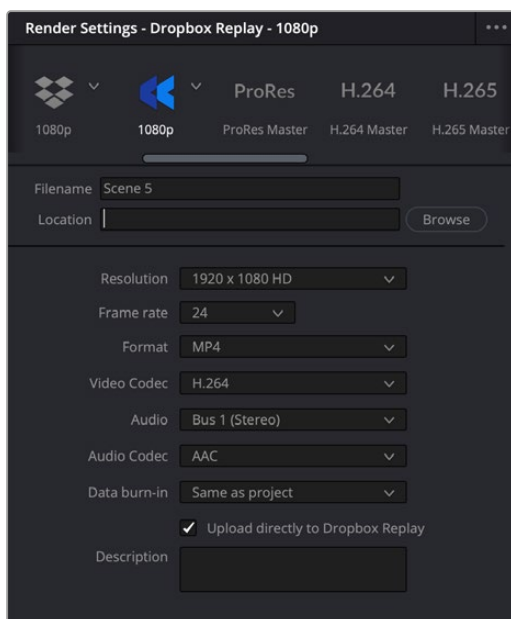 Render Settings - Dropbox Replay - 1080p
ProRes H.264 H.265
1080p 1080p ProRes Master H.264 Master H.265 Master
Filename Scene 5
Location Browse
Resolution 1920 x 1080 HD
Frame rate 24
Format MP4
Video Codec H.264
Audio Bus 1 (Stereo)
Audio Codec AAC
Data burn-in Same as project
Upload directly to Dropbox Replay
Description